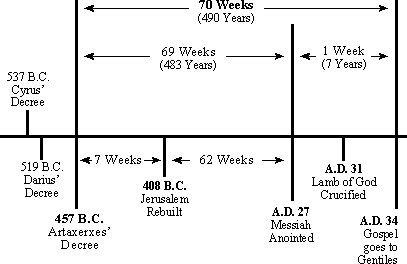 70 Weeks
(490 Years)
69 Weeks
(483 Years)
1 Week
(7 Years)
537 B.C.
Cyrus’
Decree
7 Weeks
62 Weeks
519 B.C.
Darius’
Decree
408 B.C.
Jerusalem
Rebuilt
A.D. 31
Lamb of God
Crucified
457 B.C.
Artaxerxes’
Decree
A.D. 27
Messiah
Anointed
A.D. 34
Gospel
goes to
Gentiles